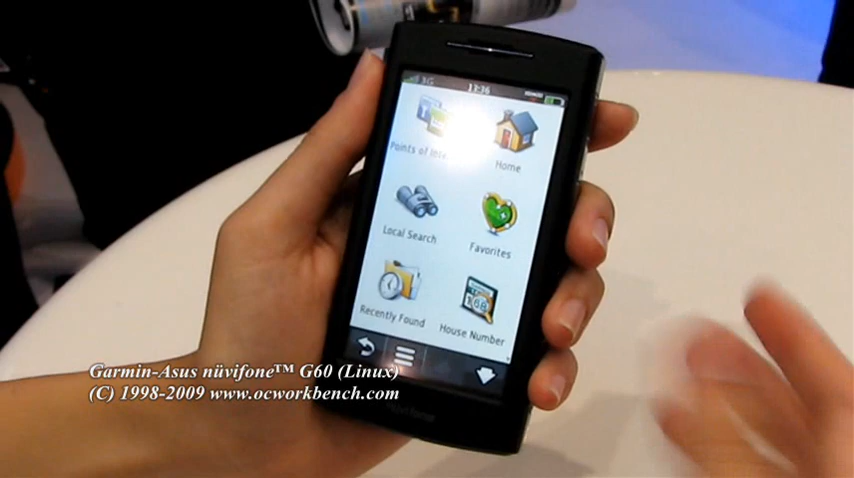 3G 12:36
Points of
Home
Local Search
Favorites
Recently Found
House Number
Garmin-Asus nüvifone™ G60 (Linux)
(C) 1998-2009 www.ocworkbench.com